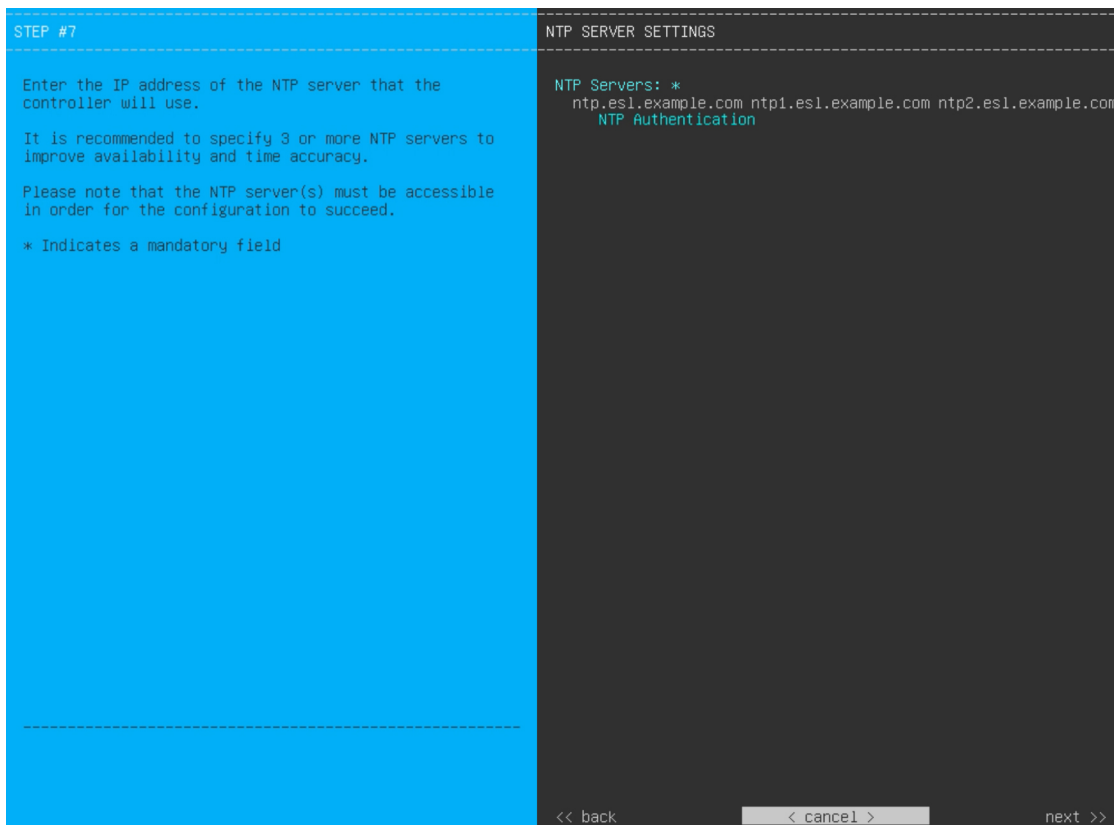 STEP #7
Enter the IP address of the NTP server that the
controller will use.
It is recommended to specify 3 or more NTP servers to
improve availability and time accuracy.
Please note that the NTP server(s) must be accessible
in order for the configuration to succeed.
* Indicates a mandatory field
NTP SERVER SETTINGS
NTP Servers: *
ntp.esl.example.com ntp1.esl.example.com ntp2.esl.example.com
NTP Authentication
<< back < cancel > next >>